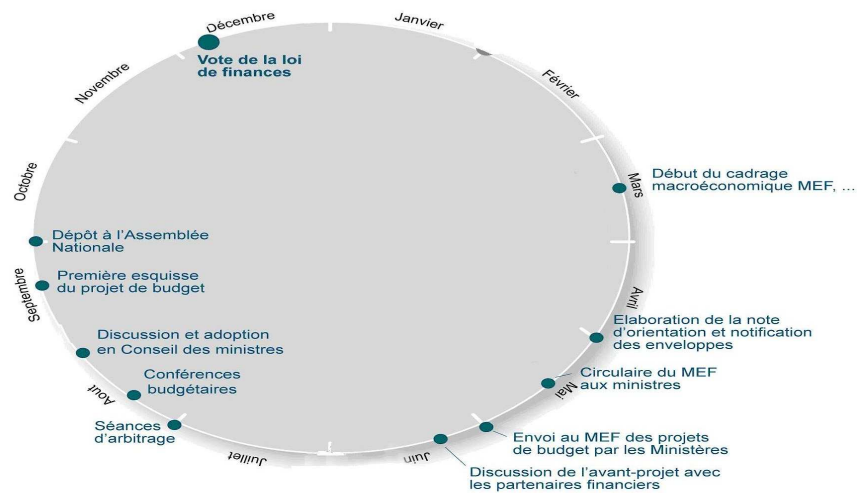 Décembre
Janvier
Vote de la loi
de finances
Novembre
Février
Octobre
Mars
Début du cadrage
macroéconomique MEF, ...
Dépôt à l'Assemblée
Nationale
Septembre
Première esquisse
du projet de budget
Avril
Elaboration de la note
d'orientation et notification
des enveloppes
Discussion et adoption
en Conseil des ministres
Circulaire du MEF
aux ministres
Mai
Conférences
budgétaires
Aout
Séances
d'arbitrage
Envoi au MEF des projets
de budget par les Ministères
Juillet
Juin
Discussion de l'avant-projet avec
les partenaires financiers